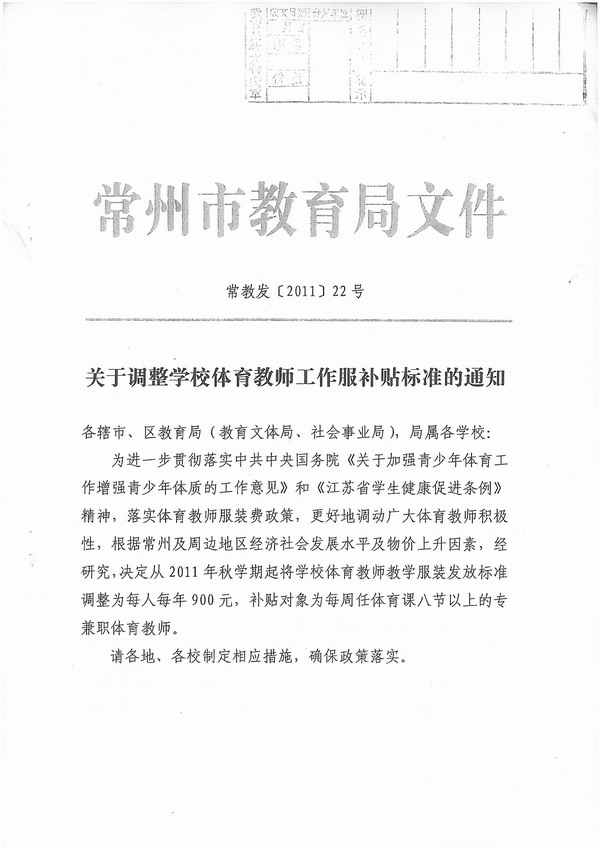 常州市教育局文件
常教发〔2011〕22号
关于调整学校体育教师工作服补贴标准的通知
各辖市、区教育局（教育文体局、社会事业局），局属各学校：
为进一步贯彻落实中共中央国务院《关于加强青少年体育工
作增强青少年体质的工作意见》和《江苏省学生健康促进条例》
精神，落实体育教师服装费政策，更好地调动广大体育教师积极
性，根据常州及周边地区经济社会发展水平及物价上升因素，经
研究，决定从2011年秋学期起将学校体育教师教学服装发放标准
调整为每人每年900元，补贴对象为每周任体育课八节以上的专
兼职体育教师。
请各地、各校制定相应措施，确保政策落实。